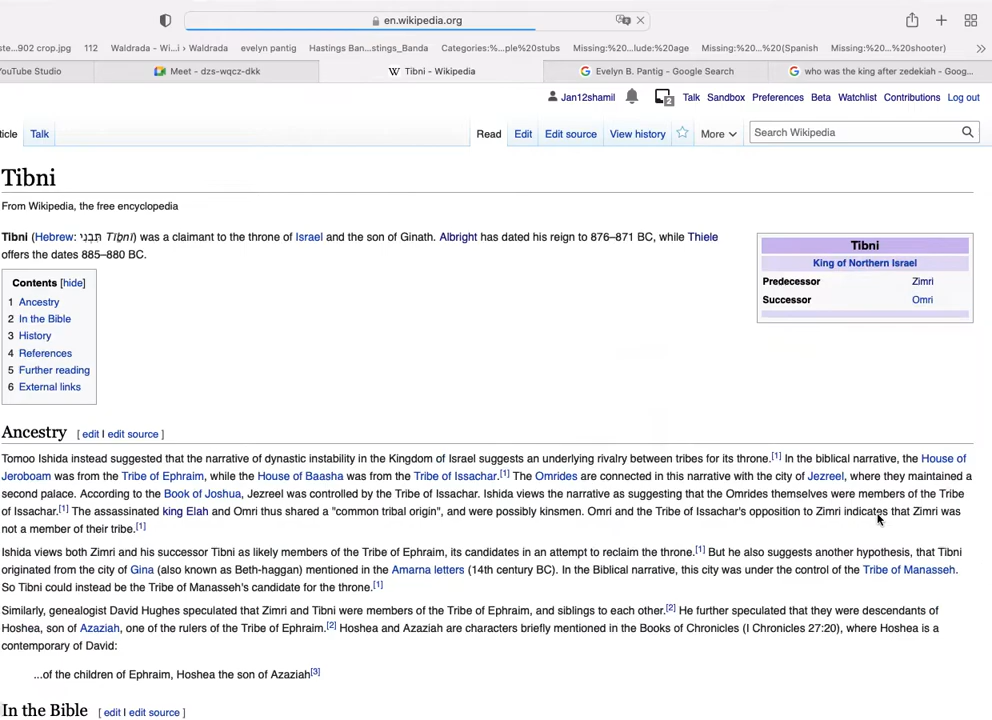 en.wikipedia.org
ste...902 crop.jpg 112 Waldrada - Wi...i > Waldrada evelyn pantig Hastings Ban...stings_Banda Categories:%...ple%20stubs Missing:%20...lude:%20age Missing:%20...%20(Spanish Missing:%20...%20shooter) »
YouTube Studio Meet - dzs-wqcz-dkk Tibni - Wikipedia Evelyn B. Pantig - Google Search who was the king after zedekiah - Goog...
Jan12shamil 2 Talk Sandbox Preferences Beta Watchlist Contributions Log out
ticle Talk Read Edit Edit source View history More Search Wikipedia
Tibni
From Wikipedia, the free encyclopedia
Tibni (Hebrew: תִּבְנִי Tīḇnī) was a claimant to the throne of Israel and the son of Ginath. Albright has dated his reign to 876–871 BC, while Thiele
offers the dates 885–880 BC.
Tibni
King of Northern Israel
Predecessor Zimri
Successor Omri
Contents [hide]
1 Ancestry
2 In the Bible
3 History
4 References
5 Further reading
6 External links
Ancestry [ edit | edit source ]
Tomoo Ishida instead suggested that the narrative of dynastic instability in the Kingdom of Israel suggests an underlying rivalry between tribes for its throne.[1] In the biblical narrative, the House of
Jeroboam was from the Tribe of Ephraim, while the House of Baasha was from the Tribe of Issachar.[1] The Omrides are connected in this narrative with the city of Jezreel, where they maintained a
second palace. According to the Book of Joshua, Jezreel was controlled by the Tribe of Issachar. Ishida views the narrative as suggesting that the Omrides themselves were members of the Tribe
of Issachar.[1] The assassinated king Elah and Omri thus shared a "common tribal origin", and were possibly kinsmen. Omri and the Tribe of Issachar's opposition to Zimri indicates that Zimri was
not a member of their tribe.[1]
Ishida views both Zimri and his successor Tibni as likely members of the Tribe of Ephraim, its candidates in an attempt to reclaim the throne.[1] But he also suggests another hypothesis, that Tibni
originated from the city of Gina (also known as Beth-haggan) mentioned in the Amarna letters (14th century BC). In the Biblical narrative, this city was under the control of the Tribe of Manasseh.
So Tibni could instead be the Tribe of Manasseh's candidate for the throne.[1]
Similarly, genealogist David Hughes speculated that Zimri and Tibni were members of the Tribe of Ephraim, and siblings to each other.[2] He further speculated that they were descendants of
Hoshea, son of Azaziah, one of the rulers of the Tribe of Ephraim.[2] Hoshea and Azaziah are characters briefly mentioned in the Books of Chronicles (I Chronicles 27:20), where Hoshea is a
contemporary of David:
...of the children of Ephraim, Hoshea the son of Azaziah[3]
In the Bible [ edit | edit source ]